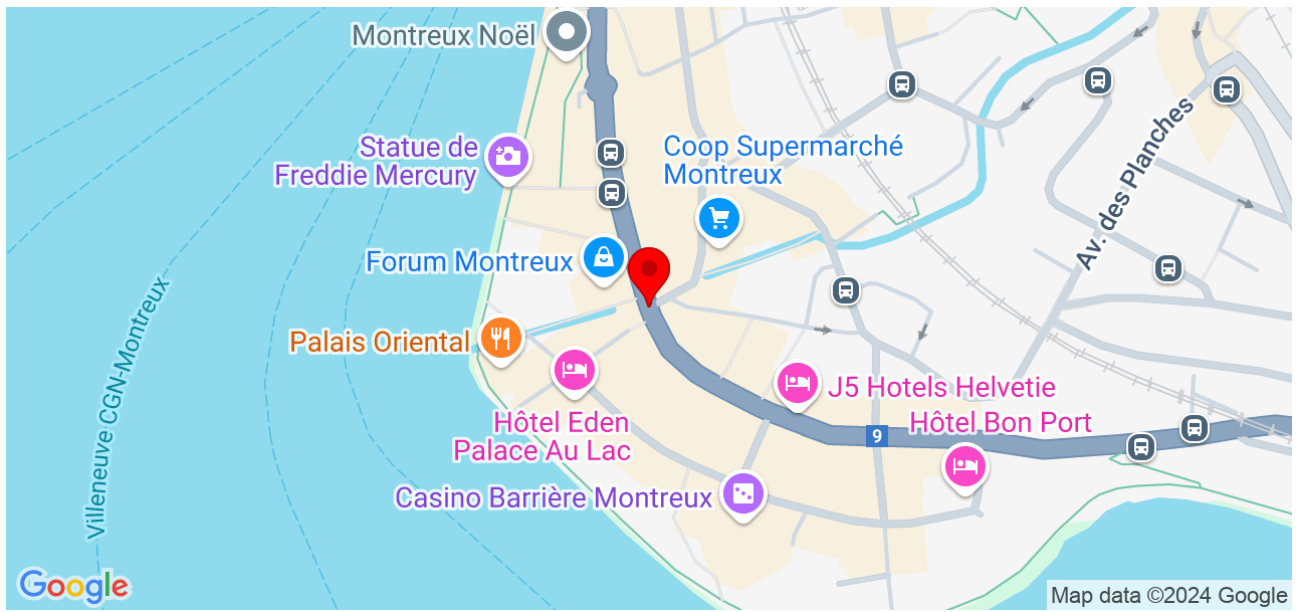 Montreux Noël
Statue de
Freddie Mercury
Coop Supermarché
Montreux
Av. des Planches
Forum Montreux
Palais Oriental
Villeneuve CGN-Montreux
Hôtel Eden
Palace Au Lac
J5 Hotels Helvetie
Hôtel Bon Port
9
Casino Barrière Montreux
Google
Map data ©2024 Google